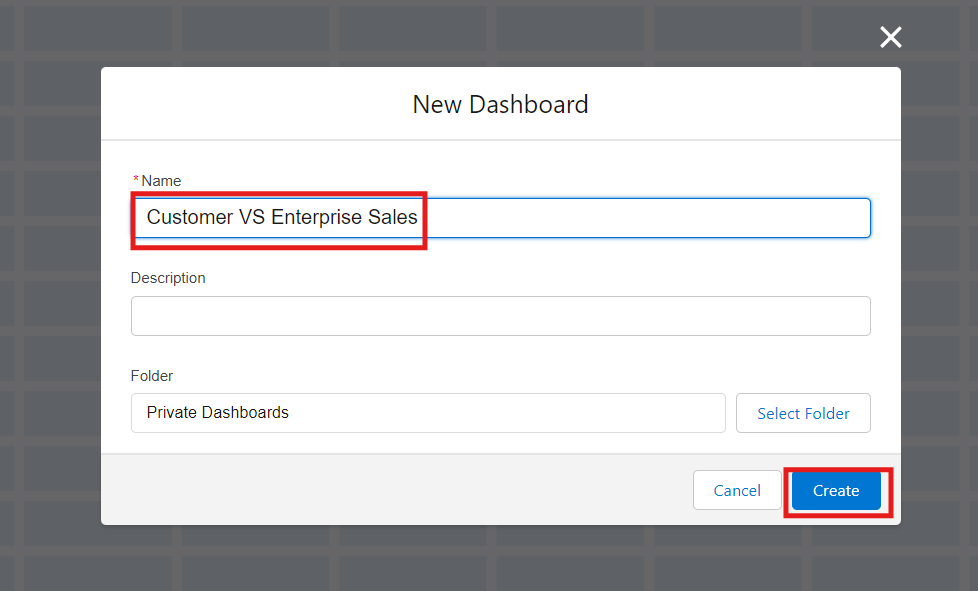 New Dashboard
* Name
Customer VS Enterprise Sales
Description
Folder
Private Dashboards
Select Folder
Cancel
Create